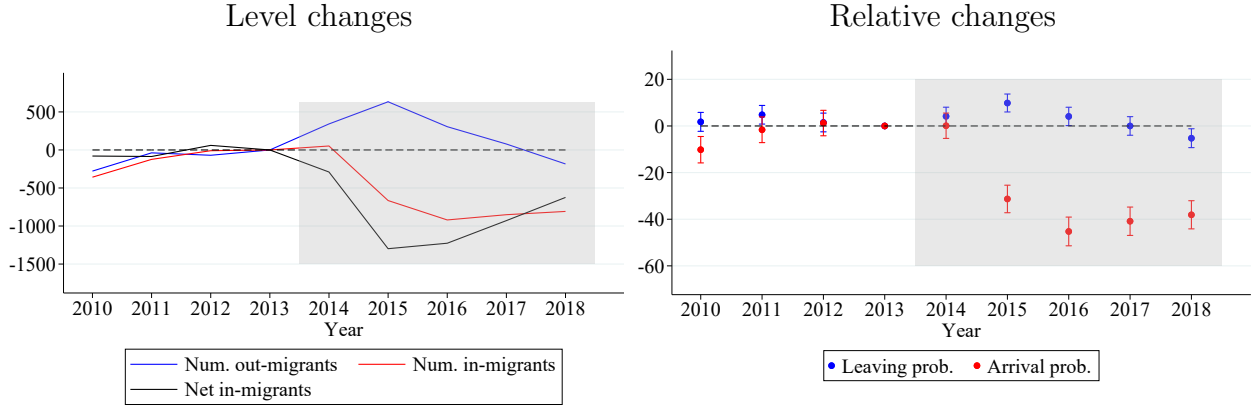 Level changes
500
0
-500
-1000
-1500
2010 2011 2012 2013 2014 2015 2016 2017 2018
Year
Num. out-migrants Num. in-migrants
Net in-migrants
Relative changes
20
0
-20
-40
-60
2010 2011 2012 2013 2014 2015 2016 2017 2018
Year
Leaving prob. Arrival prob.